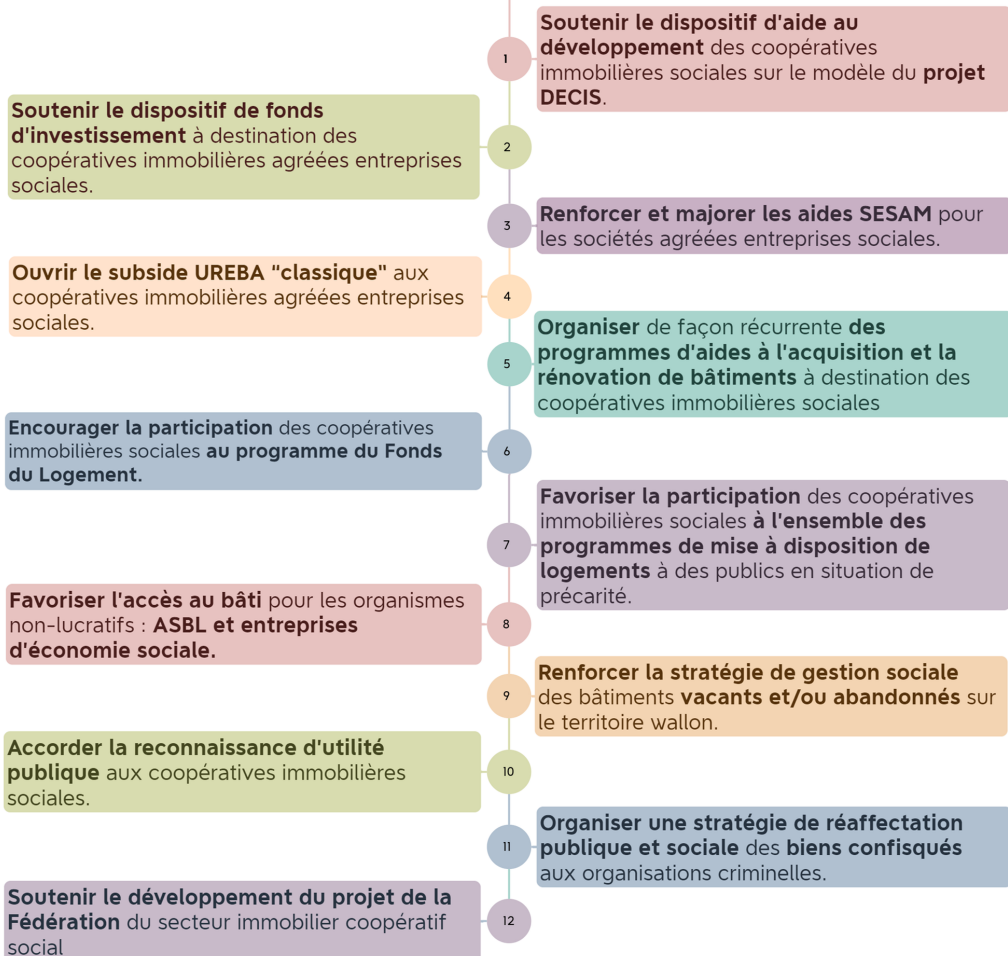 1
Soutenir le dispositif d'aide au
développement des coopératives
immobilières sociales sur le modèle du projet
DECIS.
2
Soutenir le dispositif de fonds
d'investissement à destination des
coopératives immobilières agréées entreprises
sociales.
3
Renforcer et majorer les aides SESAM pour
les sociétés agréées entreprises sociales.
4
Ouvrir le subside UREBA "classique" aux
coopératives immobilières agréées entreprises
sociales.
5
Organiser de façon récurrente des
programmes d'aides à l'acquisition et la
rénovation de bâtiments à destination des
coopératives immobilières sociales
6
Encourager la participation des coopératives
immobilières sociales au programme du Fonds
du Logement.
7
Favoriser la participation des coopératives
immobilières sociales à l'ensemble des
programmes de mise à disposition de
logements à des publics en situation de
précarité.
8
Favoriser l'accès au bâti pour les organismes
non-lucratifs : ASBL et entreprises
d'économie sociale.
9
Renforcer la stratégie de gestion sociale
des bâtiments vacants et/ou abandonnés sur
le territoire wallon.
10
Accorder la reconnaissance d'utilité
publique aux coopératives immobilières
sociales.
11
Organiser une stratégie de réaffectation
publique et sociale des biens confisqués
aux organisations criminelles.
12
Soutenir le développement du projet de la
Fédération du secteur immobilier coopératif
social